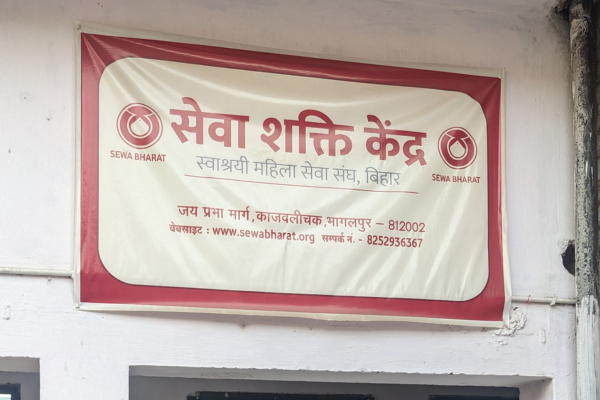 सेवा शक्ति केंद्र
SEWA BHARAT
SEWA BHARAT
स्वाश्रयी महिला सेवा संघ, बिहार
जय प्रभा मार्ग,काजवलीचक,भागलपुर – 812002
वेबसाइट : www.sewabharat.org सम्पर्क नं. - 8252936367